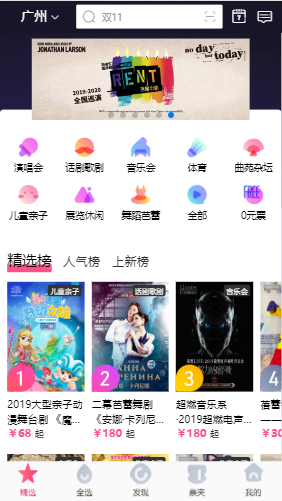 广州
双11
BOOK, MUSIC AND LYRICS BY
JONATHAN LARSON
RENT
2019-2020
全国巡演
no day
but today
演唱会
话剧歌剧
音乐会
体育
曲苑杂坛
FREE
儿童亲子
展览休闲
舞蹈芭蕾
全部
0元票
精选榜
人气榜
上新榜
儿童亲子
话剧歌剧
音乐会
1
2
3
4
2019大型亲子动
漫舞台剧 《魔...
¥68 起
二幕芭蕾舞剧
《安娜·卡列尼...
¥180 起
超燃音乐系
·2019超燃电声...
¥180 起
蓓蕾
精选
全选
发现
票夹
我的